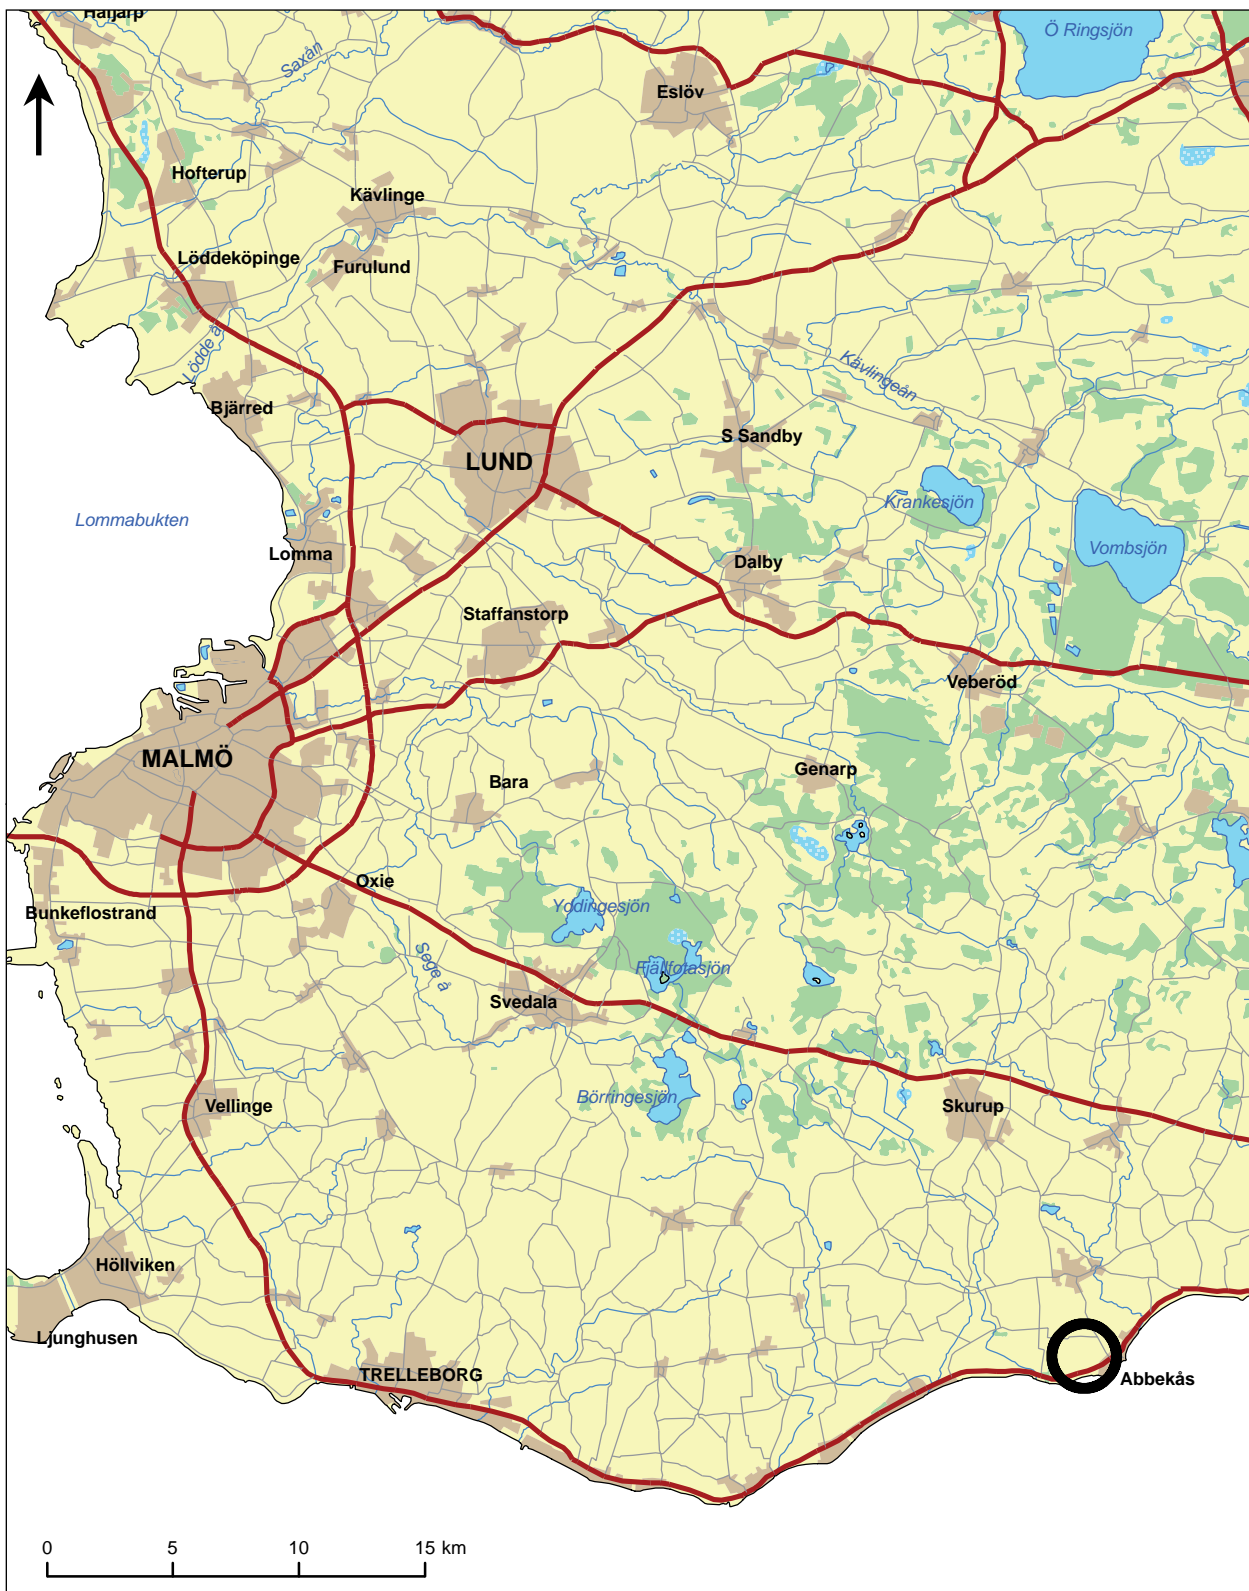 Häljarp
Ö Ringsjön
Saxån
Eslöv
Hofterup
Kävlinge
Löddeköpinge
Furulund
Lödde å
Kävlingeån
Bjärred
S Sandby
LUND
Krankesjön
Lommabukten
Vombsjön
Lomma
Dalby
Staffanstorp
Veberöd
MALMÖ
Genarp
Bara
Oxie
Yddingesjön
Bunkeflostrand
Sege å
Fjällfotasjön
Svedala
Börringesjön
Vellinge
Skurup
Höllviken
Ljunghusen
TRELLEBORG
Abbekås
0 5 10 15 km